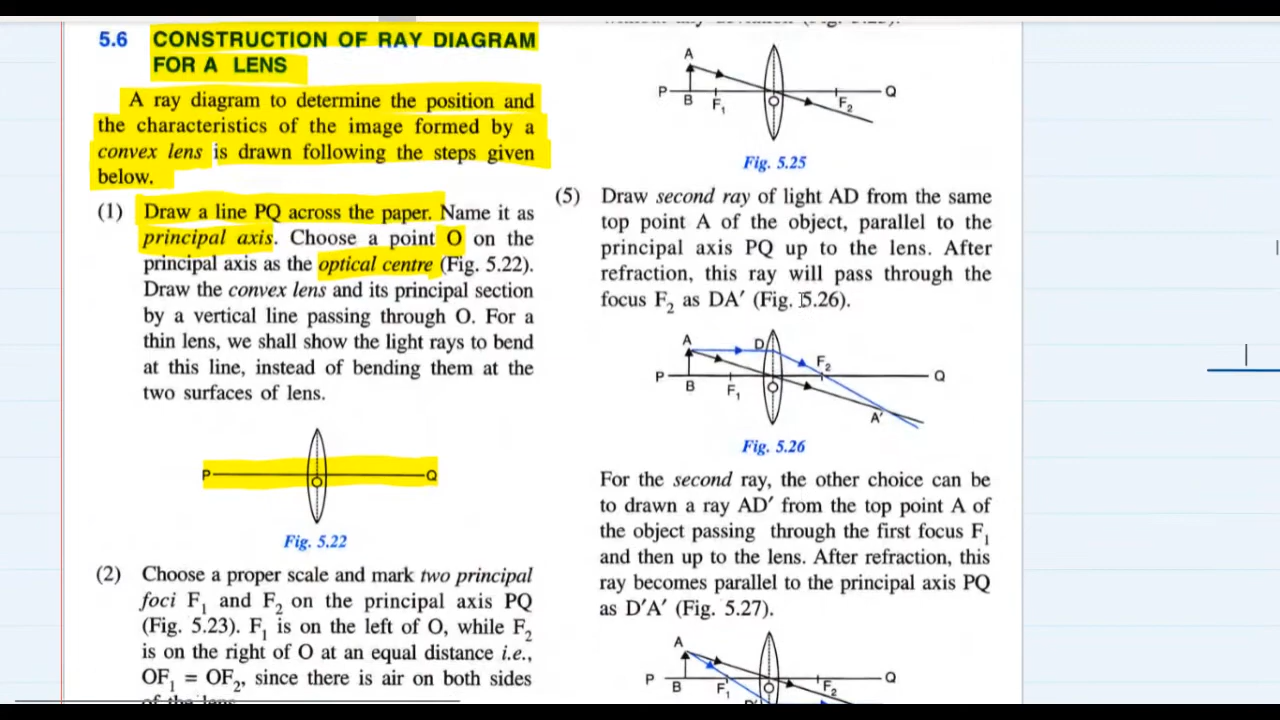 5.6 CONSTRUCTION OF RAY DIAGRAM
FOR A LENS
A ray diagram to determine the position and
the characteristics of the image formed by a
convex lens is drawn following the steps given
below.
(1) Draw a line PQ across the paper. Name it as
principal axis. Choose a point O on the
principal axis as the optical centre (Fig. 5.22).
Draw the convex lens and its principal section
by a vertical line passing through O. For a
thin lens, we shall show the light rays to bend
at this line, instead of bending them at the
two surfaces of lens.
P O Q
Fig. 5.22
(2) Choose a proper scale and mark two principal
foci F₁ and F₂ on the principal axis PQ
(Fig. 5.23). F₁ is on the left of O, while F₂
is on the right of O at an equal distance i.e.,
OF₁ = OF₂, since there is air on both sides
of the lens
A
P B F₁ O F₂ Q
Fig. 5.25
(5) Draw second ray of light AD from the same
top point A of the object, parallel to the
principal axis PQ up to the lens. After
refraction, this ray will pass through the
focus F₂ as DA′ (Fig. 5.26).
A D F₂
P B F₁ O Q
A′
Fig. 5.26
For the second ray, the other choice can be
to drawn a ray AD′ from the top point A of
the object passing through the first focus F₁
and then up to the lens. After refraction, this
ray becomes parallel to the principal axis PQ
as D′A′ (Fig. 5.27).
A
P B F₁ O F₂ Q